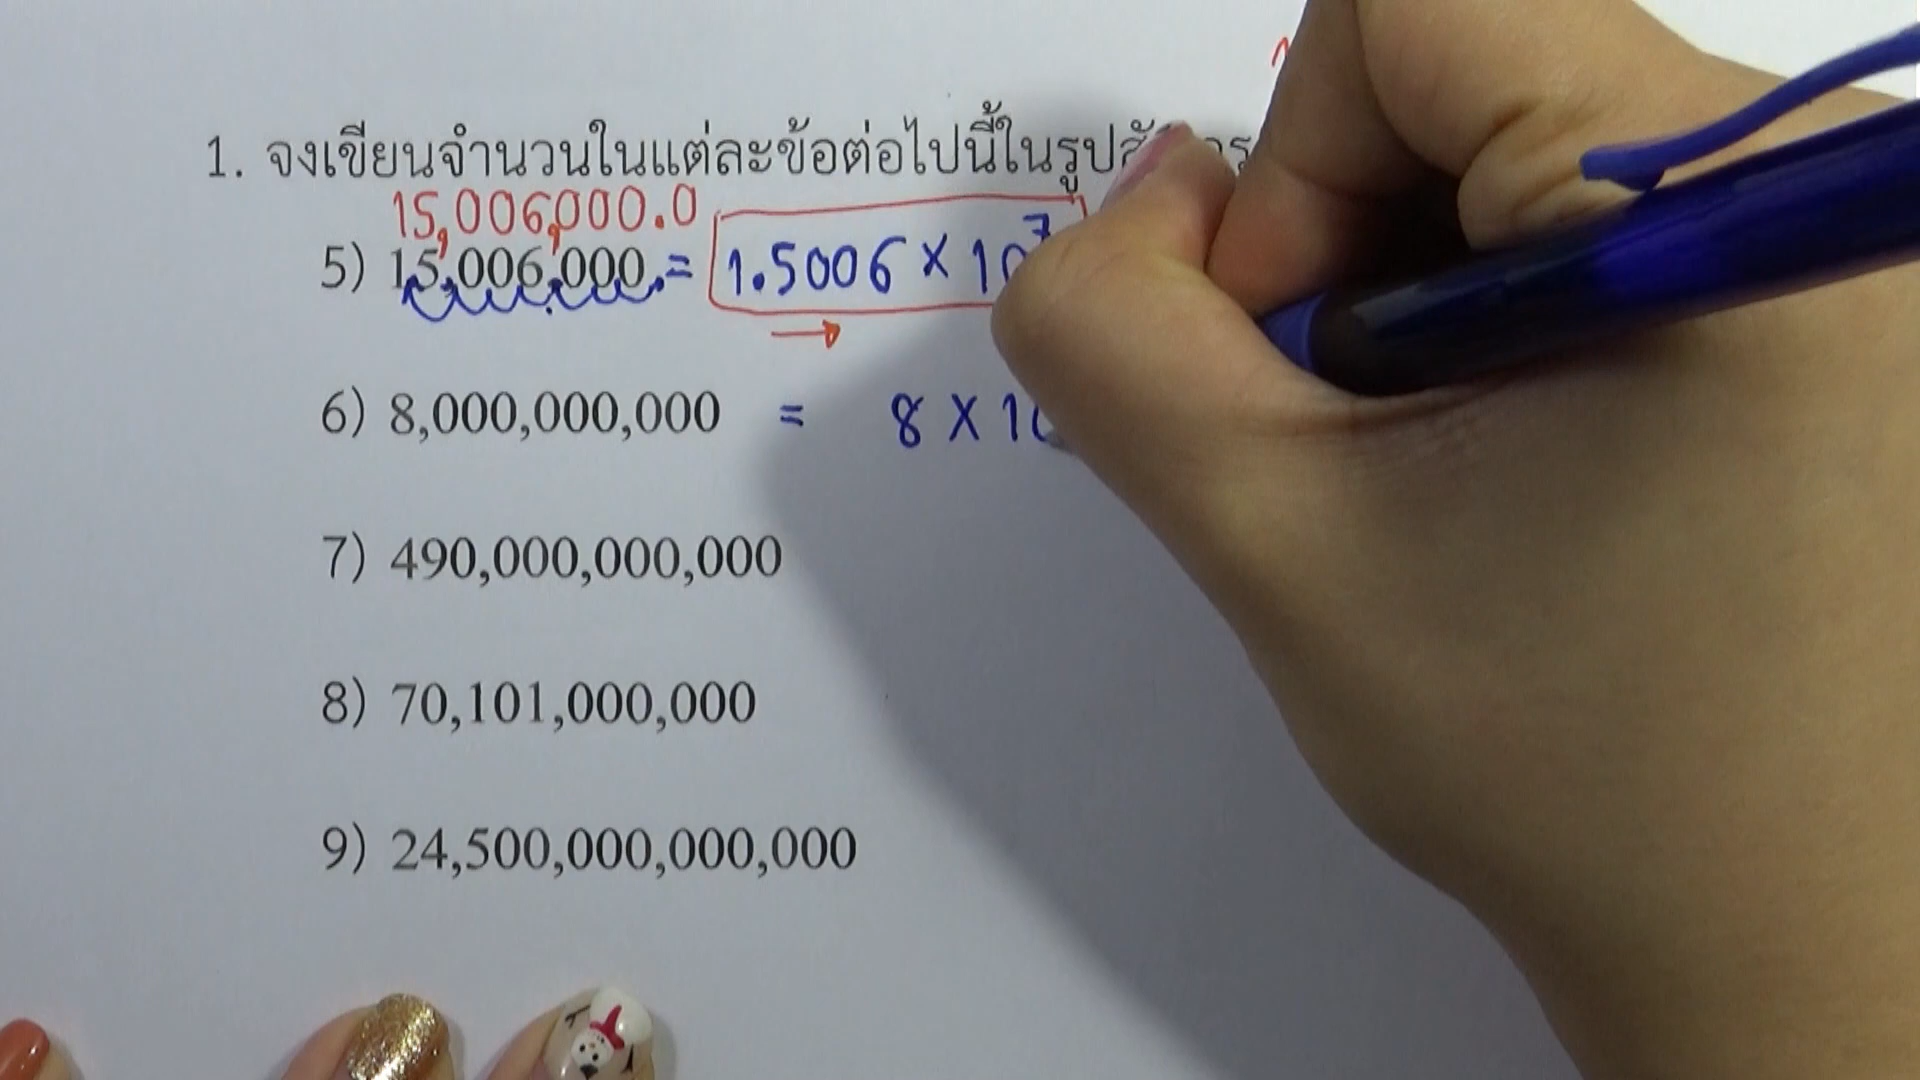 1. จงเขียนจำนวนในแต่ละข้อต่อไปนี้ในรูป
15,006,000.0
5) 15,006,000. = 1.5006 × 10⁷
6) 8,000,000,000 = 8 × 10
7) 490,000,000,000
8) 70,101,000,000
9) 24,500,000,000,000